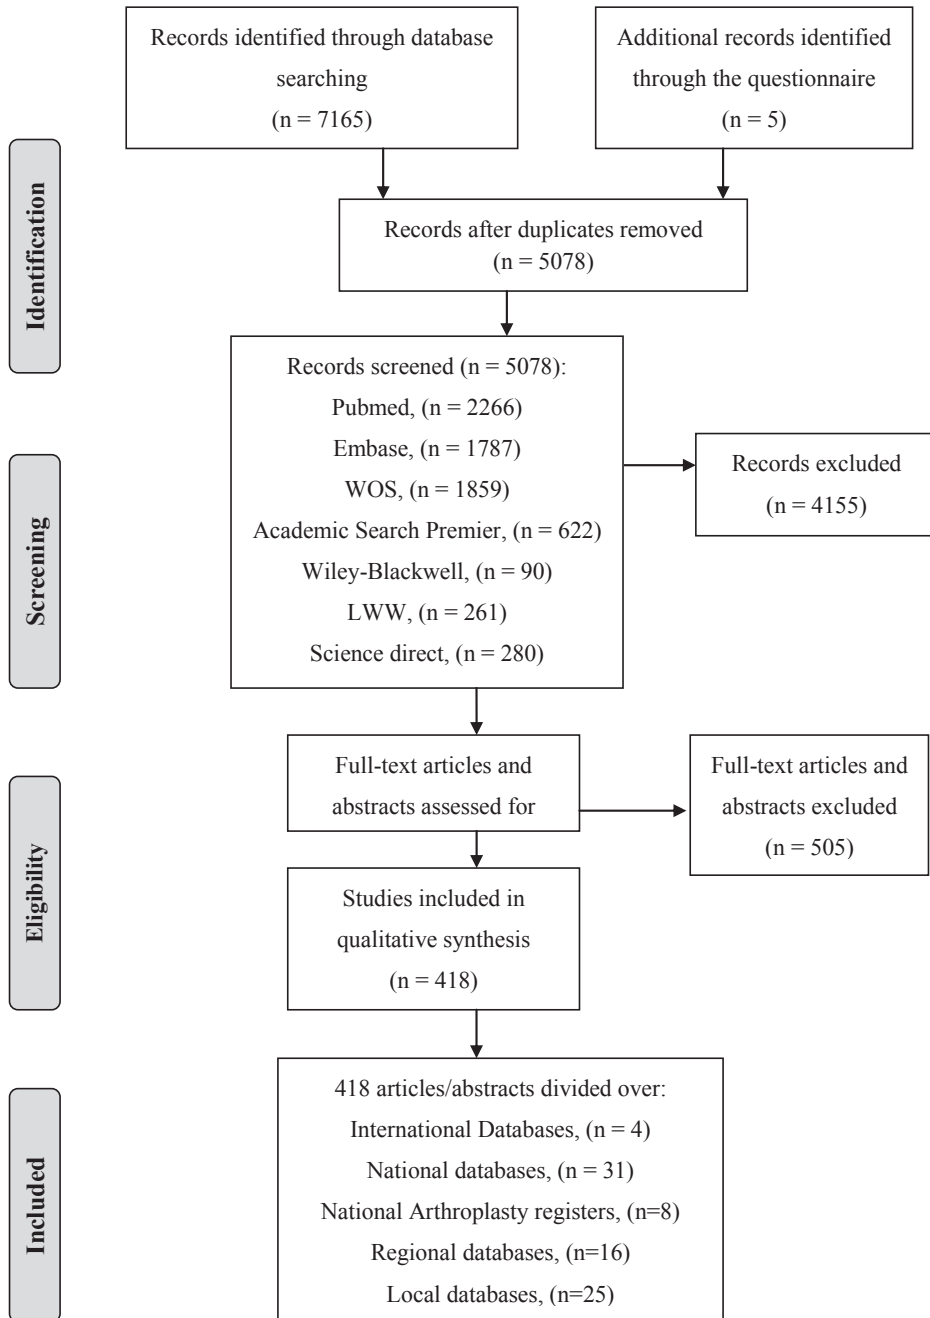 Records identified through database
searching
(n = 7165)
Additional records identified
through the questionnaire
(n = 5)
Identification
Records after duplicates removed
(n = 5078)
Records screened (n = 5078):
Pubmed, (n = 2266)
Embase, (n = 1787)
WOS, (n = 1859)
Academic Search Premier, (n = 622)
Wiley-Blackwell, (n = 90)
LWW, (n = 261)
Science direct, (n = 280)
Screening
Records excluded
(n = 4155)
Full-text articles and
abstracts assessed for
Full-text articles and
abstracts excluded
(n = 505)
Eligibility
Studies included in
qualitative synthesis
(n = 418)
Included
418 articles/abstracts divided over:
International Databases, (n = 4)
National databases, (n = 31)
National Arthroplasty registers, (n=8)
Regional databases, (n=16)
Local databases, (n=25)